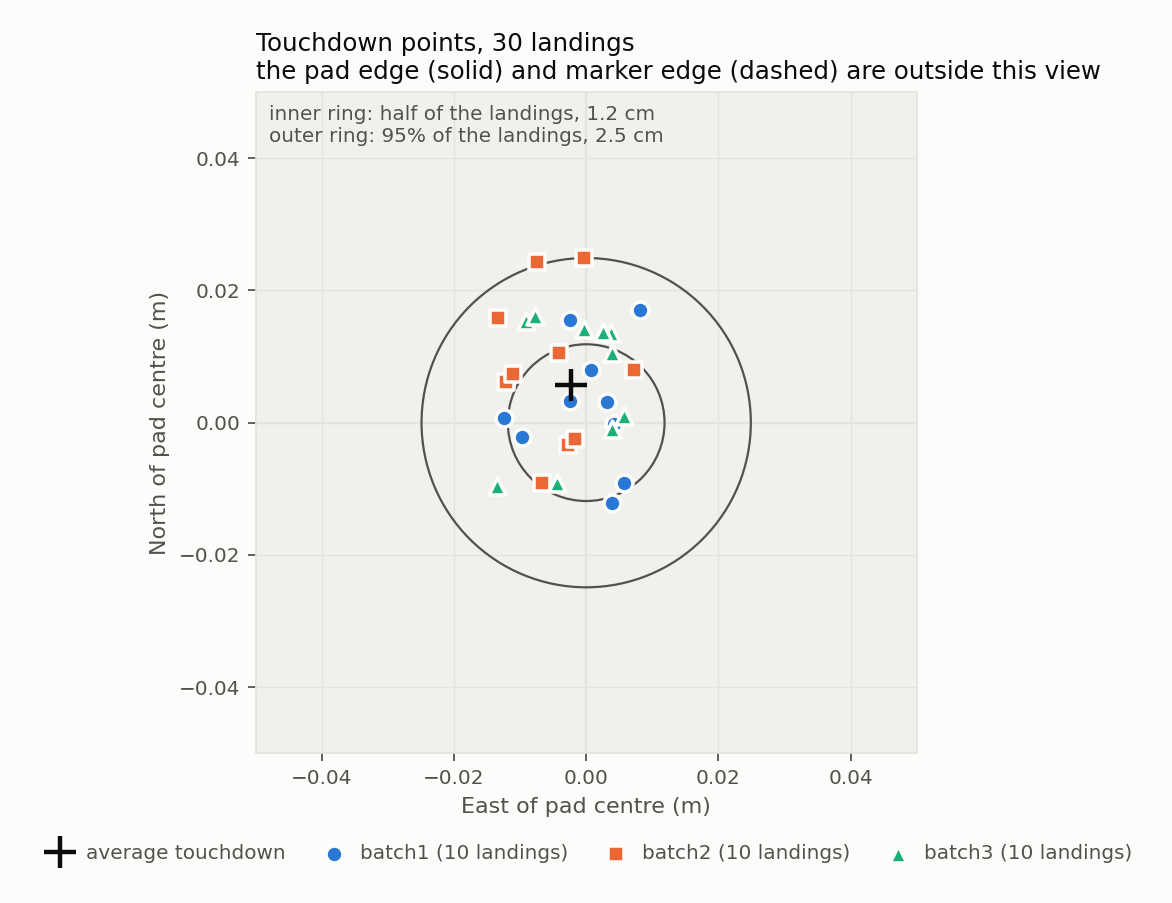 Touchdown points, 30 landings
the pad edge (solid) and marker edge (dashed) are outside this view
inner ring: half of the landings, 1.2 cm
outer ring: 95% of the landings, 2.5 cm
0.04
0.02
0.00
−0.02
−0.04
North of pad centre (m)
−0.04
−0.02
0.00
0.02
0.04
East of pad centre (m)
average touchdown
batch1 (10 landings)
batch2 (10 landings)
batch3 (10 landings)